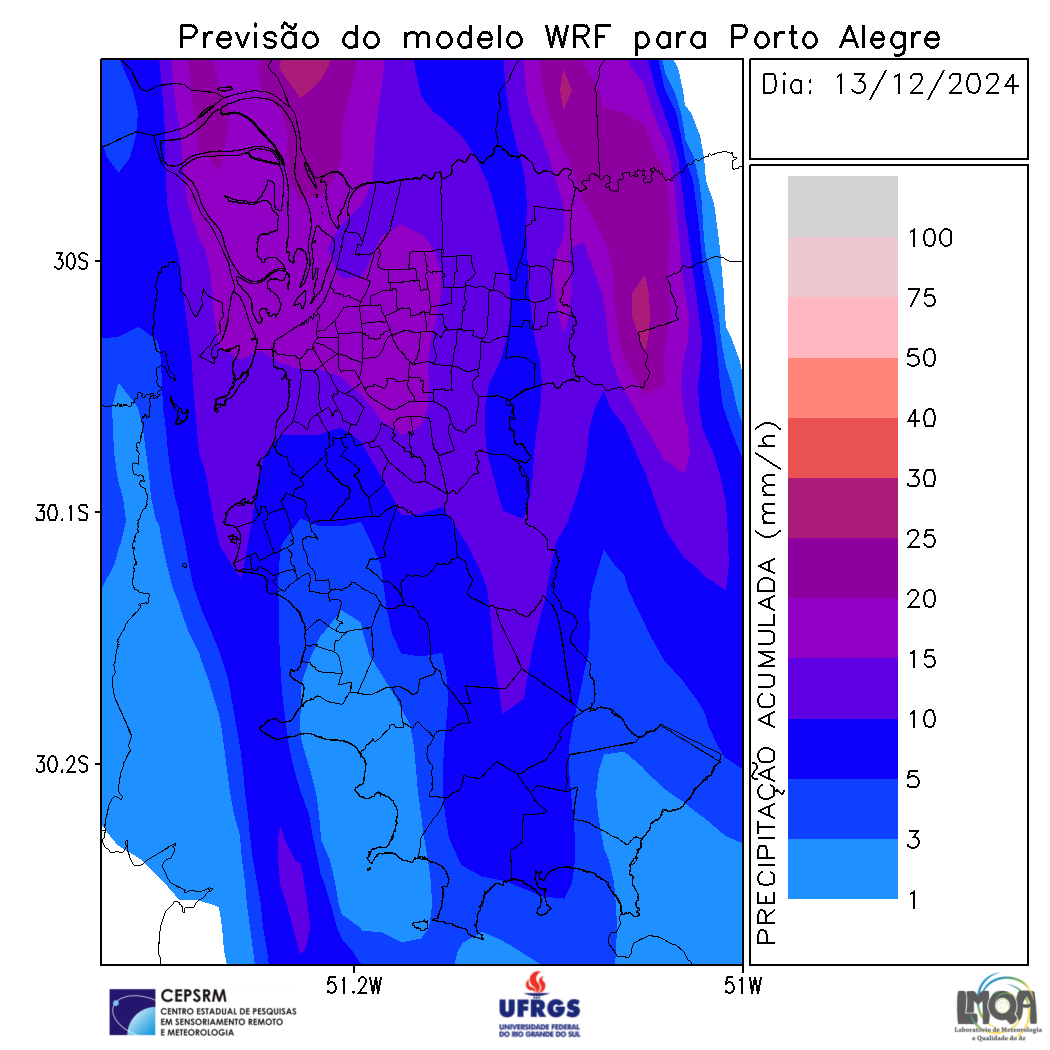 Previsão do modelo WRF para Porto Alegre
Dia: 13/12/2024
30S
30.1S
30.2S
51.2W
51W
PRECIPITAÇÃO ACUMULADA (mm/h)
100
75
50
40
30
25
20
15
10
5
3
1
CEPSRM
CENTRO ESTADUAL DE PESQUISAS
EM SENSORIAMENTO REMOTO
E METEOROLOGIA
UFRGS
UNIVERSIDADE FEDERAL
DO RIO GRANDE DO SUL
LMQA
Laboratório de Meteorologia
e Qualidade do Ar